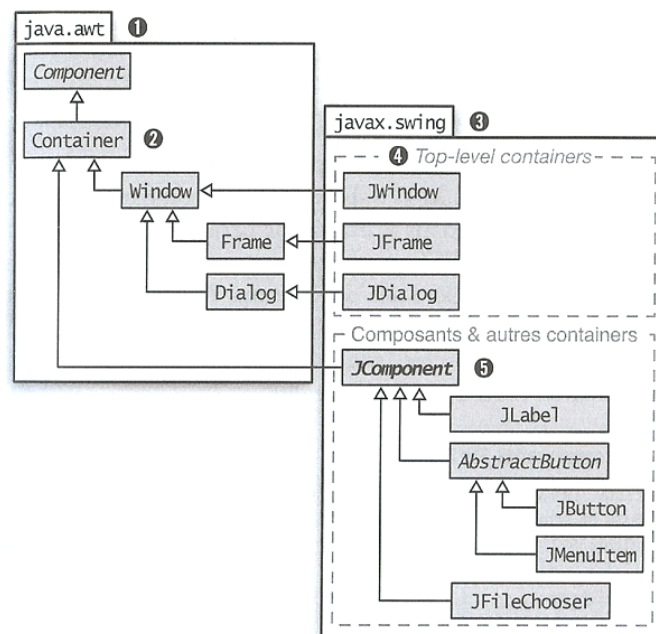 java.awt ❶
Component
Container ❷
Window
Frame
Dialog
javax.swing ❸
❹ Top-level containers
JWindow
JFrame
JDialog
Composants & autres containers
JComponent ❺
JLabel
AbstractButton
JButton
JMenuItem
JFileChooser